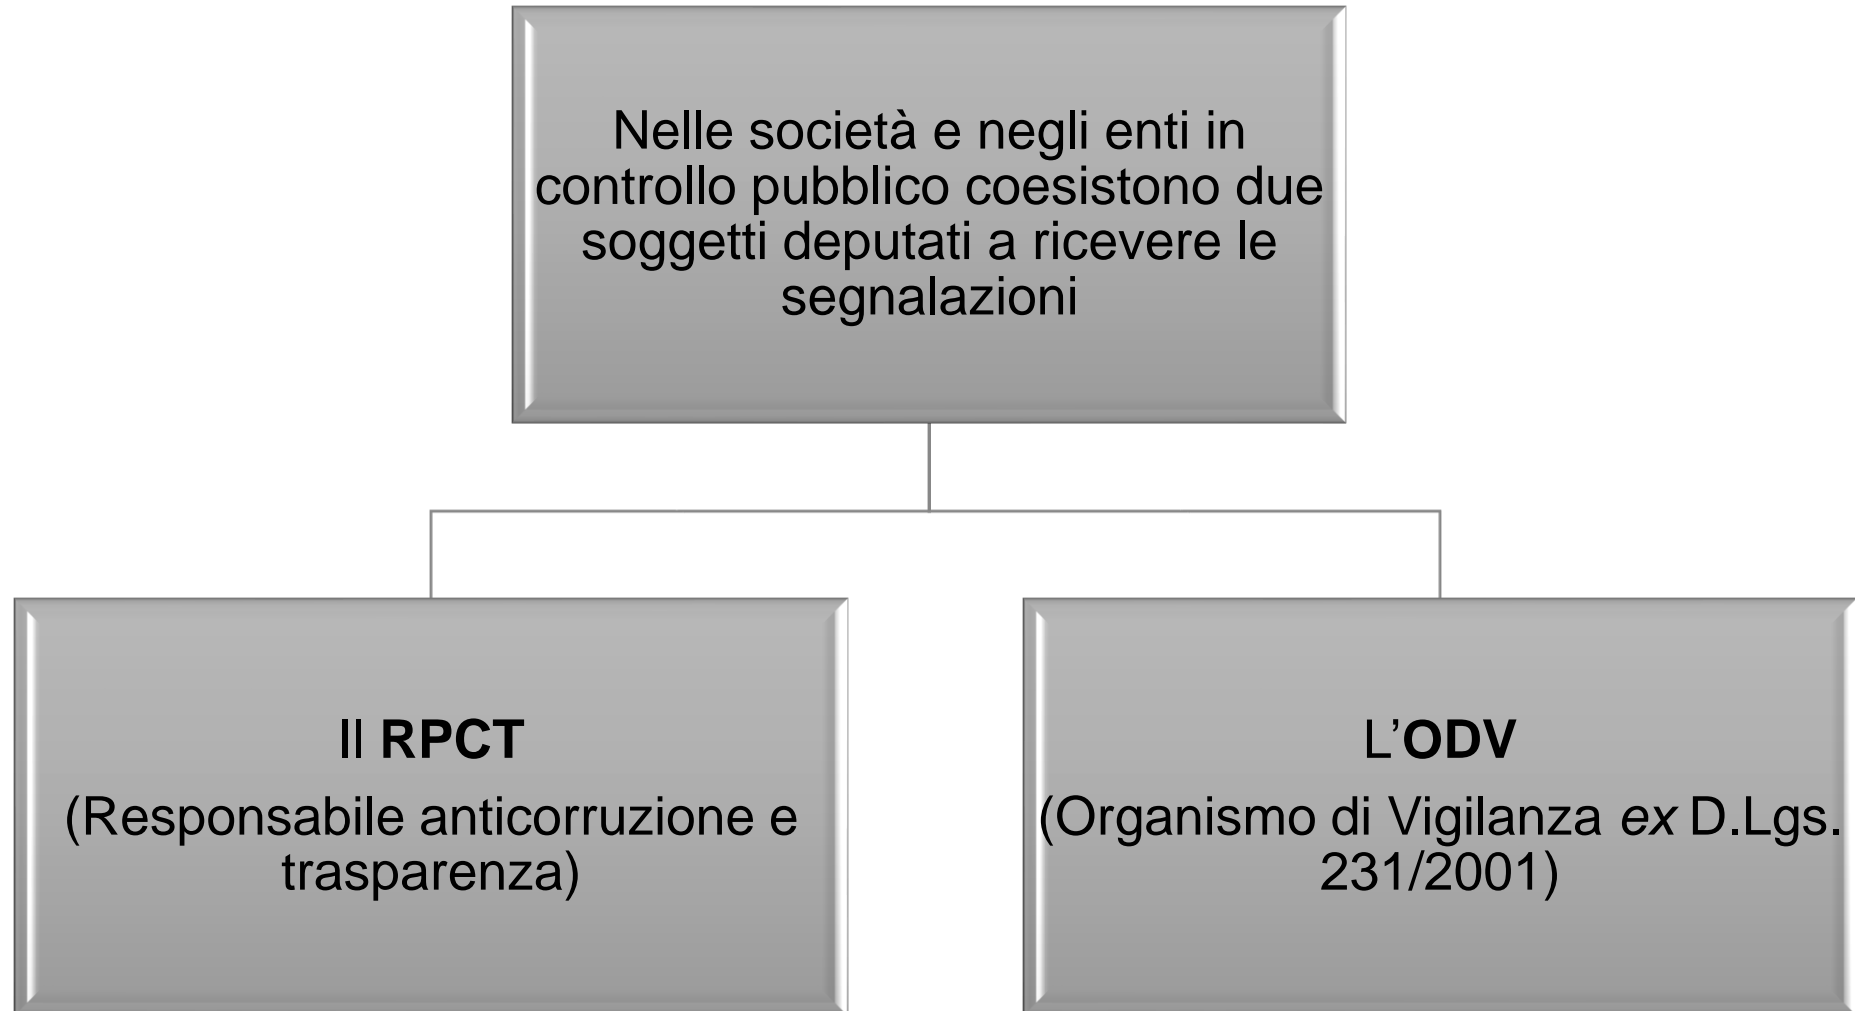 Nelle società e negli enti in
controllo pubblico coesistono due
soggetti deputati a ricevere le
segnalazioni
Il RPCT
(Responsabile anticorruzione e
trasparenza)
L’ODV
(Organismo di Vigilanza ex D.Lgs.
231/2001)